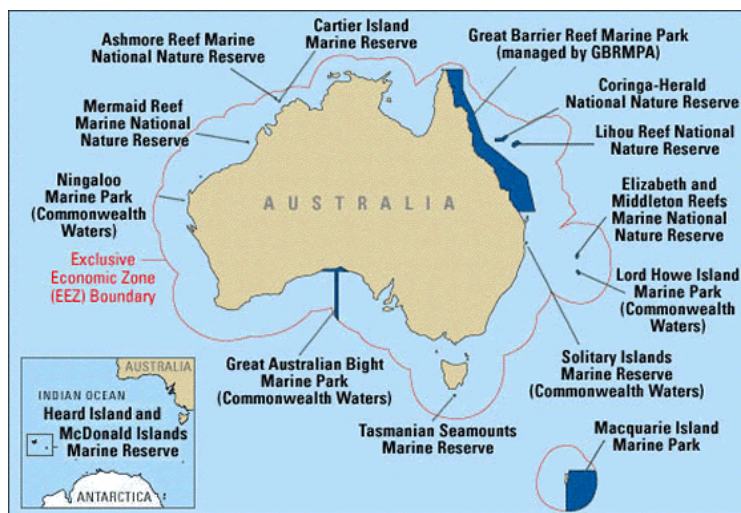 Ashmore Reef Marine
National Nature Reserve
Cartier Island
Marine Reserve
Great Barrier Reef Marine Park
(managed by GBRMPA)
Coringa-Herald
National Nature Reserve
Mermaid Reef
Marine National
Nature Reserve
Lihou Reef National
Nature Reserve
Ningaloo
Marine Park
(Commonwealth
Waters)
AUSTRALIA
Elizabeth and
Middleton Reefs
Marine National
Nature Reserve
Exclusive
Economic Zone
(EEZ) Boundary
Lord Howe Island
Marine Park
(Commonwealth
Waters)
Great Australian Bight
Marine Park
(Commonwealth Waters)
Solitary Islands
Marine Reserve
(Commonwealth Waters)
Tasmanian Seamounts
Marine Reserve
Macquarie Island
Marine Park
AUSTRALIA
INDIAN OCEAN
Heard Island and
McDonald Islands
Marine Reserve
ANTARCTICA